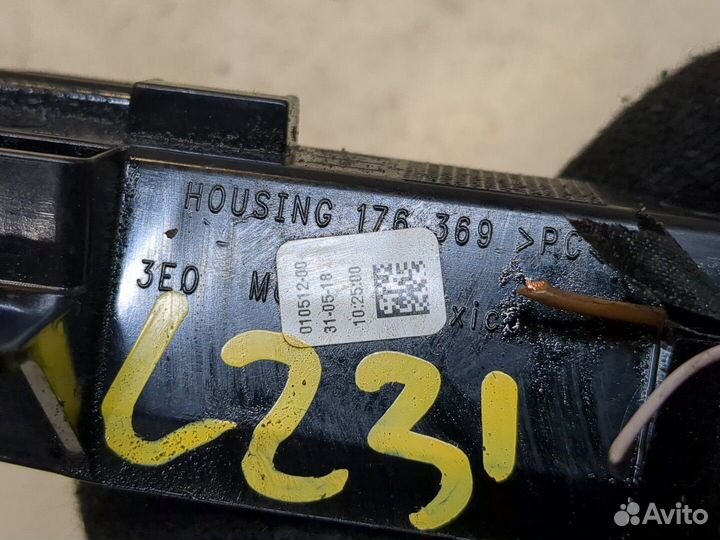 HOUSING 176 369 >PC
3E0
010512-00
31-05-18
10:25:00
L231
Avito